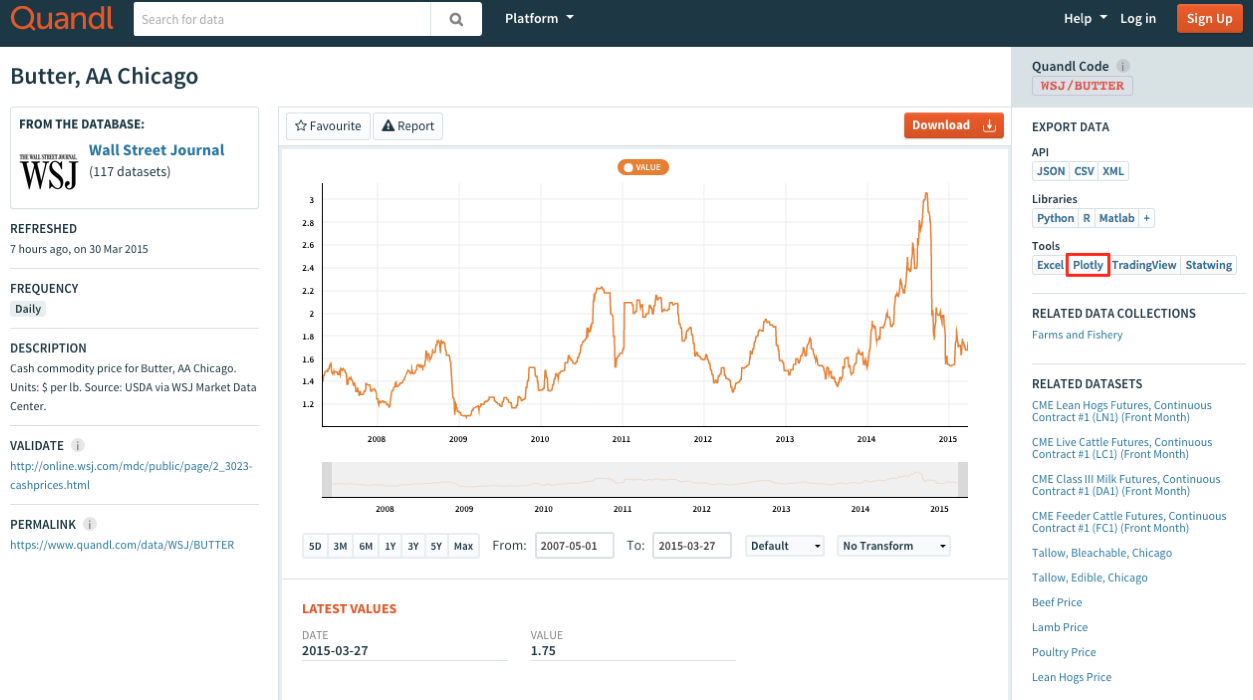 Quandl
Search for data
Platform
Help
Log in
Sign Up
Butter, AA Chicago
FROM THE DATABASE:
THE WALL STREET JOURNAL
WSJ
Wall Street Journal
(117 datasets)
REFRESHED
7 hours ago, on 30 Mar 2015
FREQUENCY
Daily
DESCRIPTION
Cash commodity price for Butter, AA Chicago.
Units: $ per lb. Source: USDA via WSJ Market Data
Center.
VALIDATE i
http://online.wsj.com/mdc/public/page/2_3023-
cashprices.html
PERMALINK i
https://www.quandl.com/data/WSJ/BUTTER
Favourite
Report
Download
VALUE
3
2.8
2.6
2.4
2.2
2
1.8
1.6
1.4
1.2
2008 2009 2010 2011 2012 2013 2014 2015
2008 2009 2010 2011 2012 2013 2014 2015
5D 3M 6M 1Y 3Y 5Y Max From: 2007-05-01 To: 2015-03-27 Default No Transform
LATEST VALUES
DATE VALUE
2015-03-27 1.75
Quandl Code i
WSJ/BUTTER
EXPORT DATA
API
JSON CSV XML
Libraries
Python R Matlab +
Tools
Excel Plotly TradingView Statwing
RELATED DATA COLLECTIONS
Farms and Fishery
RELATED DATASETS
CME Lean Hogs Futures, Continuous
Contract #1 (LN1) (Front Month)
CME Live Cattle Futures, Continuous
Contract #1 (LC1) (Front Month)
CME Class III Milk Futures, Continuous
Contract #1 (DA1) (Front Month)
CME Feeder Cattle Futures, Continuous
Contract #1 (FC1) (Front Month)
Tallow, Bleachable, Chicago
Tallow, Edible, Chicago
Beef Price
Lamb Price
Poultry Price
Lean Hogs Price